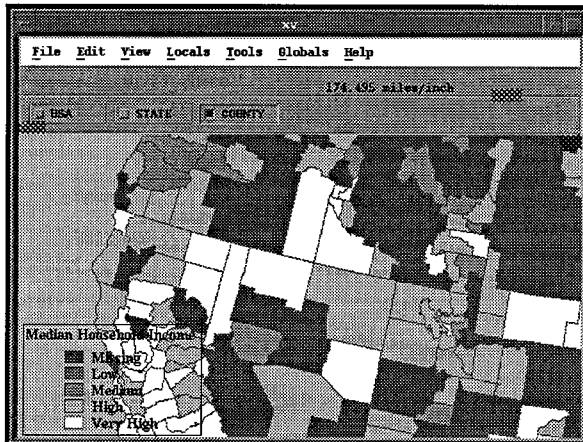 xv
File Edit View Locals Tools Globals Help
174.495 miles/inch
USA STATE COUNTY
Median Household Income
Missing
Low
Medium
High
Very High